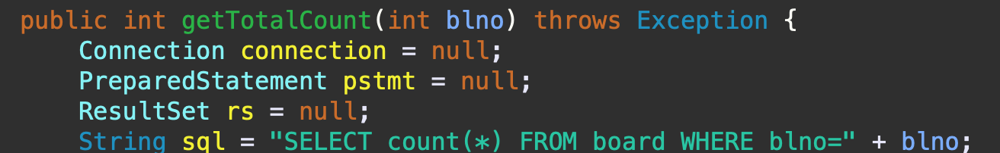 public int getTotalCount(int blno) throws Exception {
Connection connection = null;
PreparedStatement pstmt = null;
ResultSet rs = null;
String sql = "SELECT count(*) FROM board WHERE blno=" + blno;